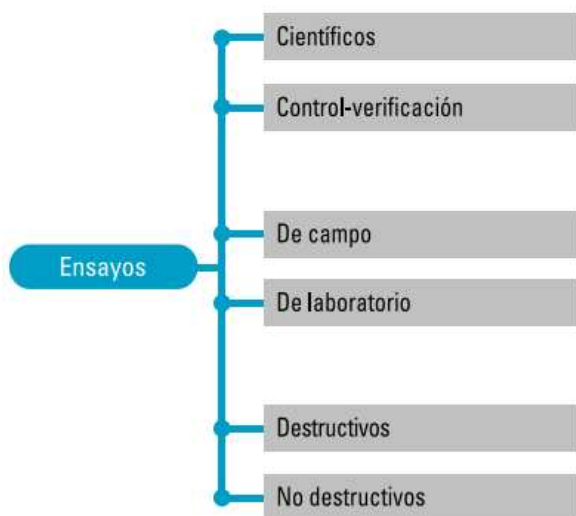 Científicos
Control-verificación
De campo
Ensayos
De laboratorio
Destructivos
No destructivos